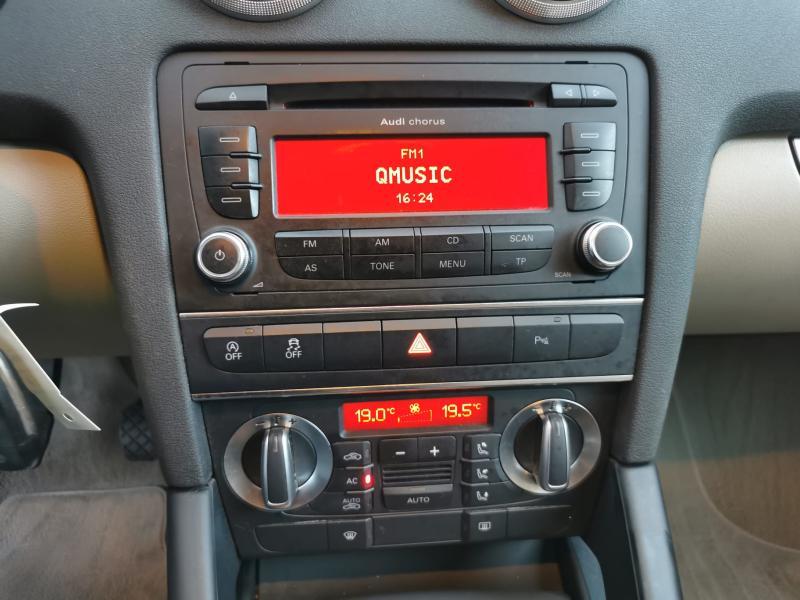 Audi chorus
FM1
QMUSIC
16:24
FM AM CD SCAN
AS TONE MENU TP
SCAN
OFF OFF P
19.0°C 19.5°C
AC
AUTO
AUTO